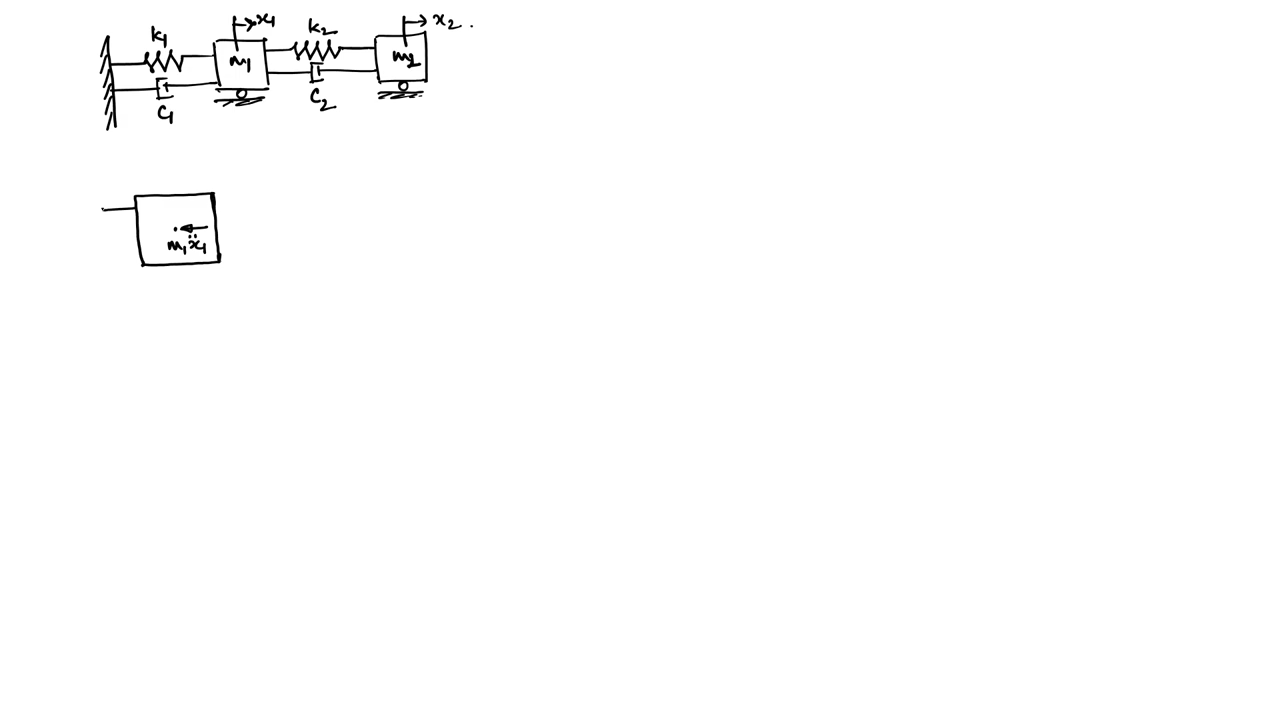 k₁ x₁ k₂ x₂
m₁ m₂
c₁ c₂
m₁ẍ₁